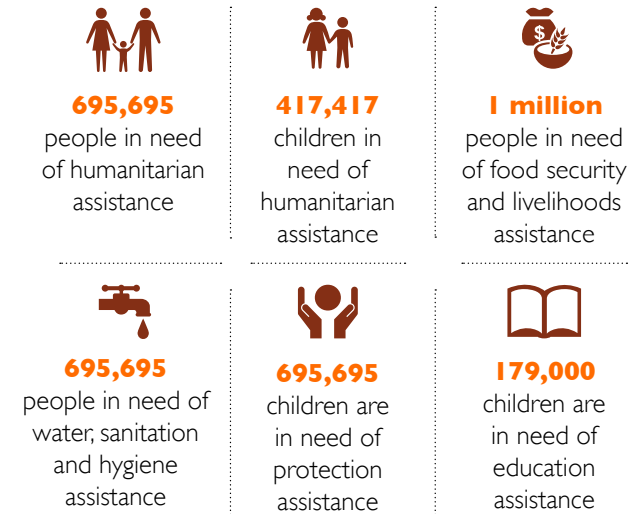 695,695
people in need
of humanitarian
assistance
417,417
children in
need of
humanitarian
assistance
1 million
people in need
of food security
and livelihoods
assistance
695,695
people in need of
water, sanitation
and hygiene
assistance
695,695
children are
in need of
protection
assistance
179,000
children are
in need of
education
assistance